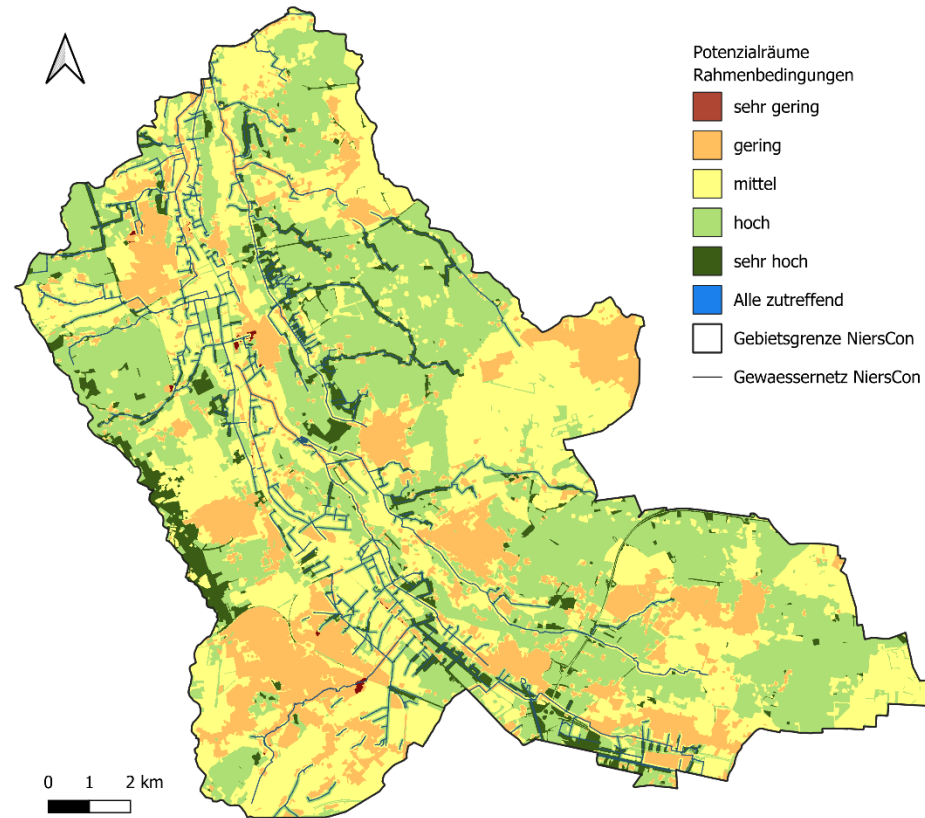 Potenzialräume
Rahmenbedingungen
sehr gering
gering
mittel
hoch
sehr hoch
Alle zutreffend
Gebietsgrenze NiersCon
Gewaessernetz NiersCon
0 1 2 km